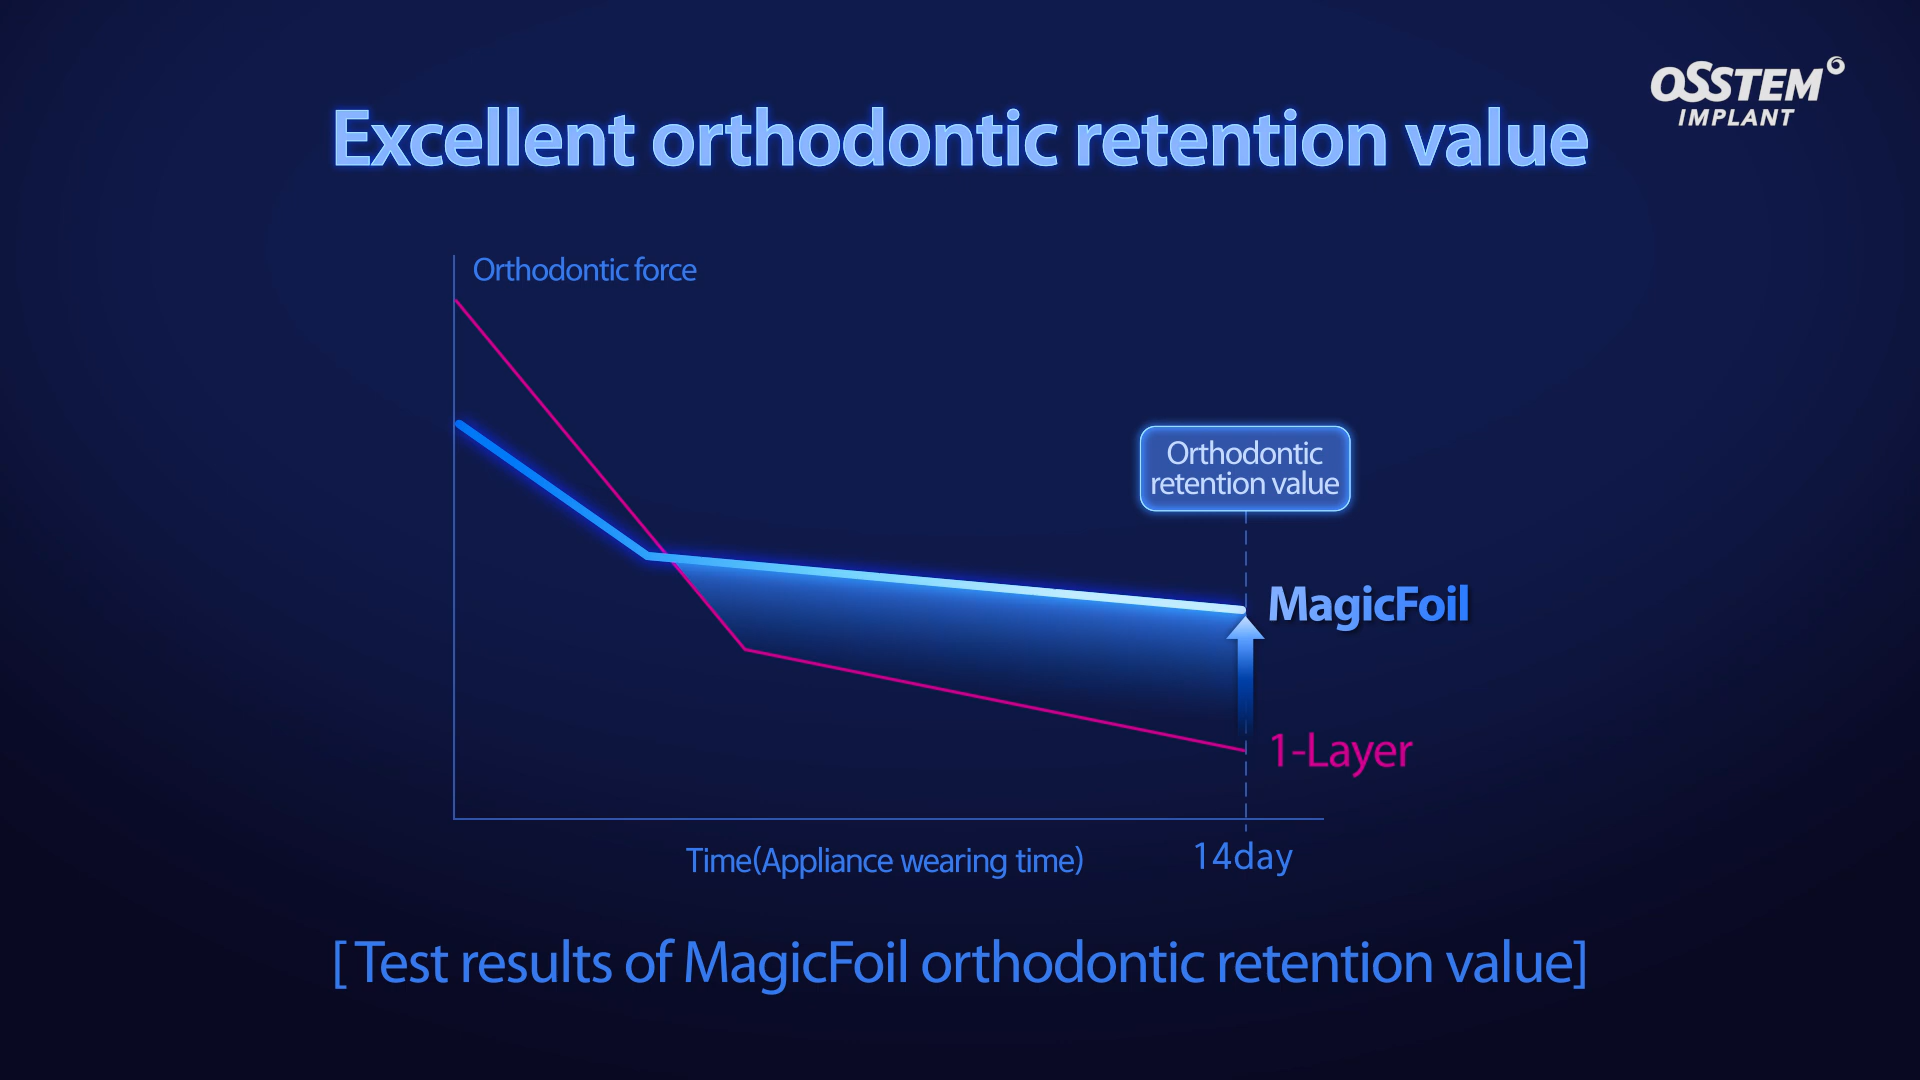 OSSTEM
IMPLANT
Excellent orthodontic retention value
Orthodontic force
Orthodontic
retention value
MagicFoil
1-Layer
Time(Appliance wearing time)
14day
[ Test results of MagicFoil orthodontic retention value]